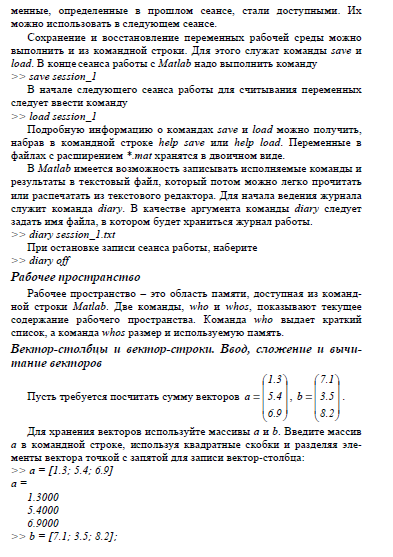 менные, определенные в прошлом сеансе, стали доступными. Их
можно использовать в следующем сеансе.
Сохранение и восстановление переменных рабочей среды можно
выполнить и из командной строки. Для этого служат команды save и
load. В конце сеанса работы с Matlab надо выполнить команду
>> save session_1
В начале следующего сеанса работы для считывания переменных
следует ввести команду
>> load session_1
Подробную информацию о командах save и load можно получить,
набрав в командной строке help save или help load. Переменные в
файлах с расширением *.mat хранятся в двоичном виде.
В Matlab имеется возможность записывать исполняемые команды и
результаты в текстовый файл, который потом можно легко прочитать
или распечатать из текстового редактора. Для начала ведения журнала
служит команда diary. В качестве аргумента команды diary следует
задать имя файла, в котором будет храниться журнал работы.
>> diary session_1.txt
При остановке записи сеанса работы, наберите
>> diary off
Рабочее пространство
Рабочее пространство – это область памяти, доступная из команд-
ной строки Matlab. Две команды, who и whos, показывают текущее
содержание рабочего пространства. Команда who выдает краткий
список, а команда whos размер и используемую память.
Вектор-столбцы и вектор-строки. Ввод, сложение и вычи-
тание векторов
Пусть требуется посчитать сумму векторов a = (1.3 5.4 6.9), b = (7.1 3.5 8.2).
Для хранения векторов используйте массивы a и b. Введите массив
a в командной строке, используя квадратные скобки и разделяя эле-
менты вектора точкой с запятой для записи вектор-столбца:
>> a = [1.3; 5.4; 6.9]
a =
1.3000
5.4000
6.9000
>> b = [7.1; 3.5; 8.2];